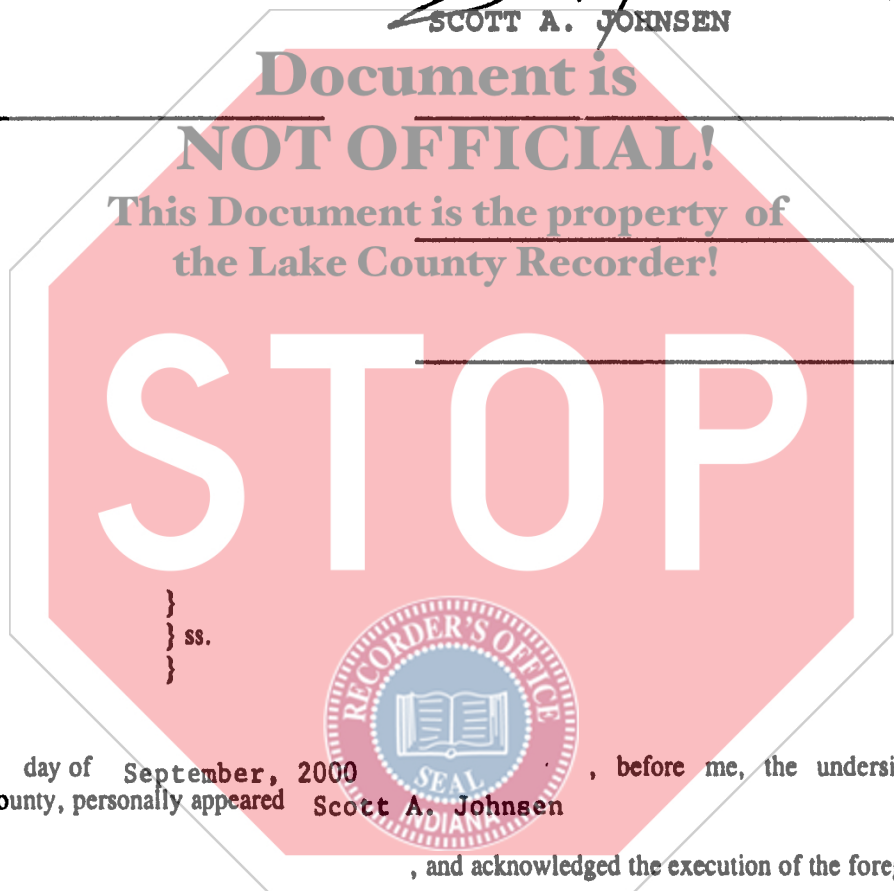 SCOTT A. JOHNSEN
Document is
NOT OFFICIAL!
This Document is the property of
the Lake County Recorder!
STOP
} ss.
RECORDER'S OFFICE
SEAL
INDIANA
day of September, 2000 , before me, the undersi
ounty, personally appeared Scott A. Johnsen
, and acknowledged the execution of the fore